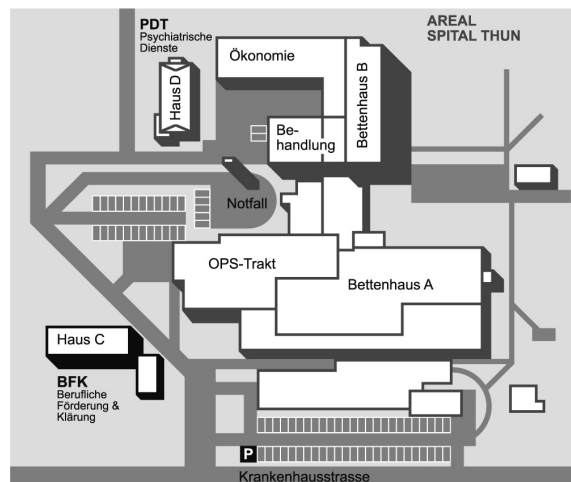 AREAL
SPITAL THUN
PDT
Psychiatrische
Dienste
Haus D
Ökonomie
Bettenhaus B
Be-
handlung
Notfall
OPS-Trakt
Bettenhaus A
Haus C
BFK
Berufliche
Förderung &
Klärung
P
Krankenhausstrasse